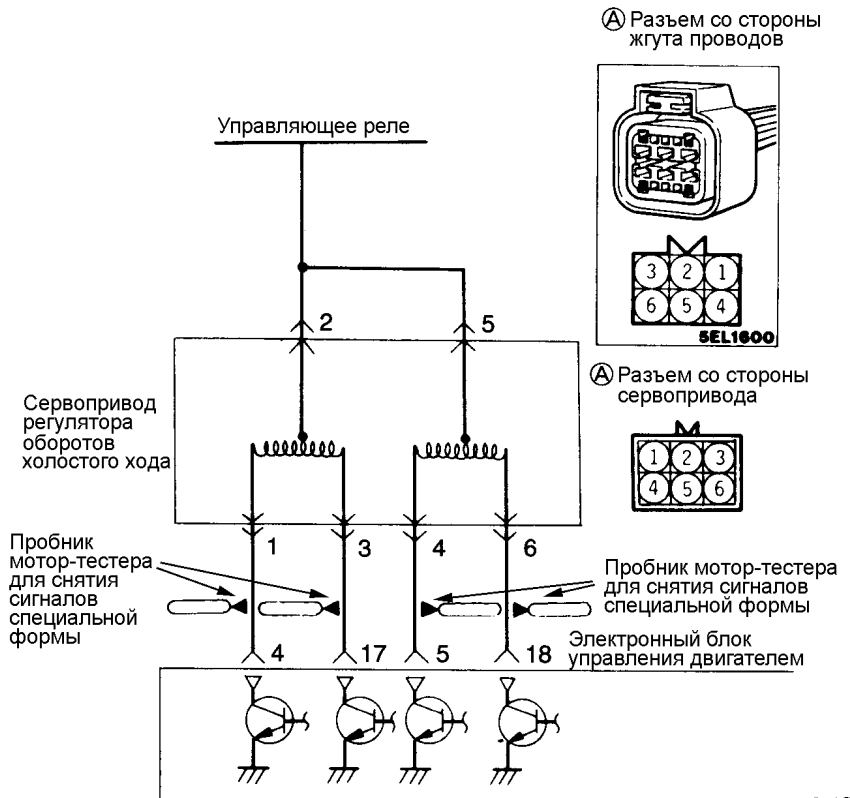 Ⓐ Разъем со стороны
жгута проводов
Управляющее реле
3 2 1
6 5 4
5EL1600
2 5
Ⓐ Разъем со стороны
сервопривода
1 2 3
4 5 6
Сервопривод
регулятора
оборотов
холостого хода
1 3 4 6
Пробник
мотор-тестера
для снятия
сигналов
специальной
формы
Пробник мотор-тестера
для снятия сигналов
специальной формы
4 17 5 18
Электронный блок
управления двигателем